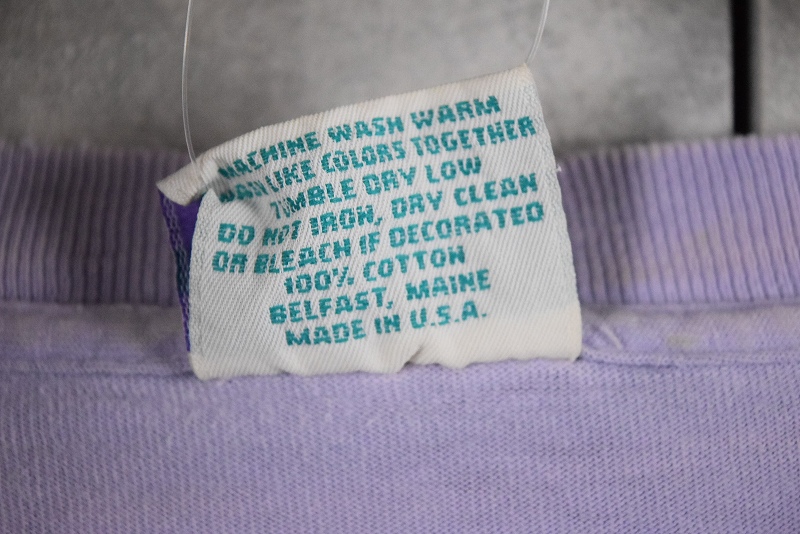 MACHINE WASH WARM
WASH LIKE COLORS TOGETHER
TUMBLE DRY LOW
DO NOT IRON, DRY CLEAN
OR BLEACH IF DECORATED
100% COTTON
BELFAST, MAINE
MADE IN U.S.A.